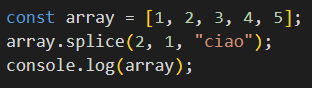 const array = [1, 2, 3, 4, 5];
array.splice(2, 1, "ciao");
console.log(array);